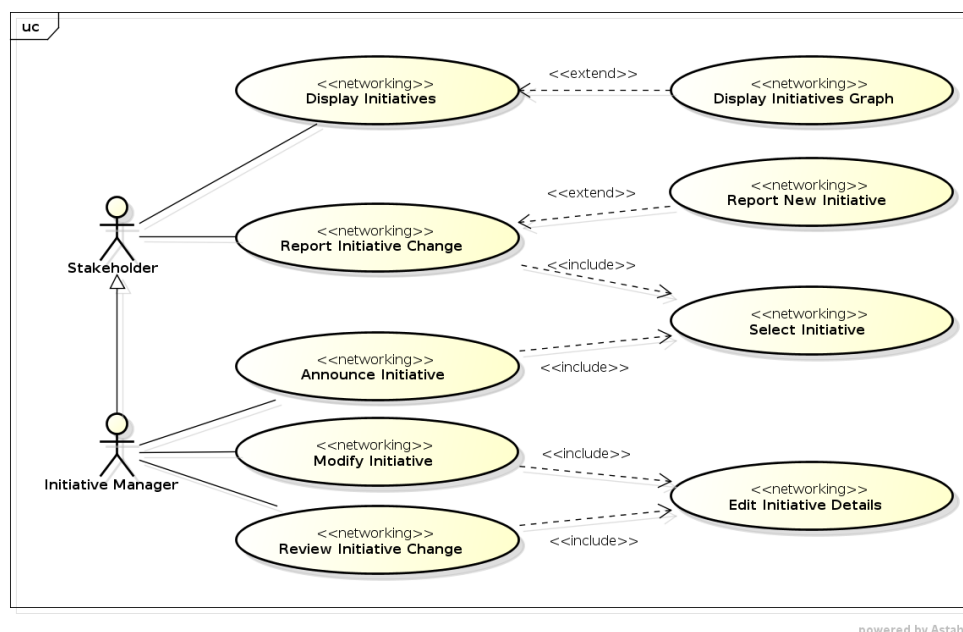 uc
<<networking>>
Display Initiatives
<<extend>>
<<networking>>
Display Initiatives Graph
<<extend>>
<<networking>>
Report New Initiative
Stakeholder
<<networking>>
Report Initiative Change
<<include>>
<<networking>>
Select Initiative
<<networking>>
Announce Initiative
<<include>>
Initiative Manager
<<networking>>
Modify Initiative
<<include>>
<<networking>>
Edit Initiative Details
<<networking>>
Review Initiative Change
<<include>>
powered by Astah